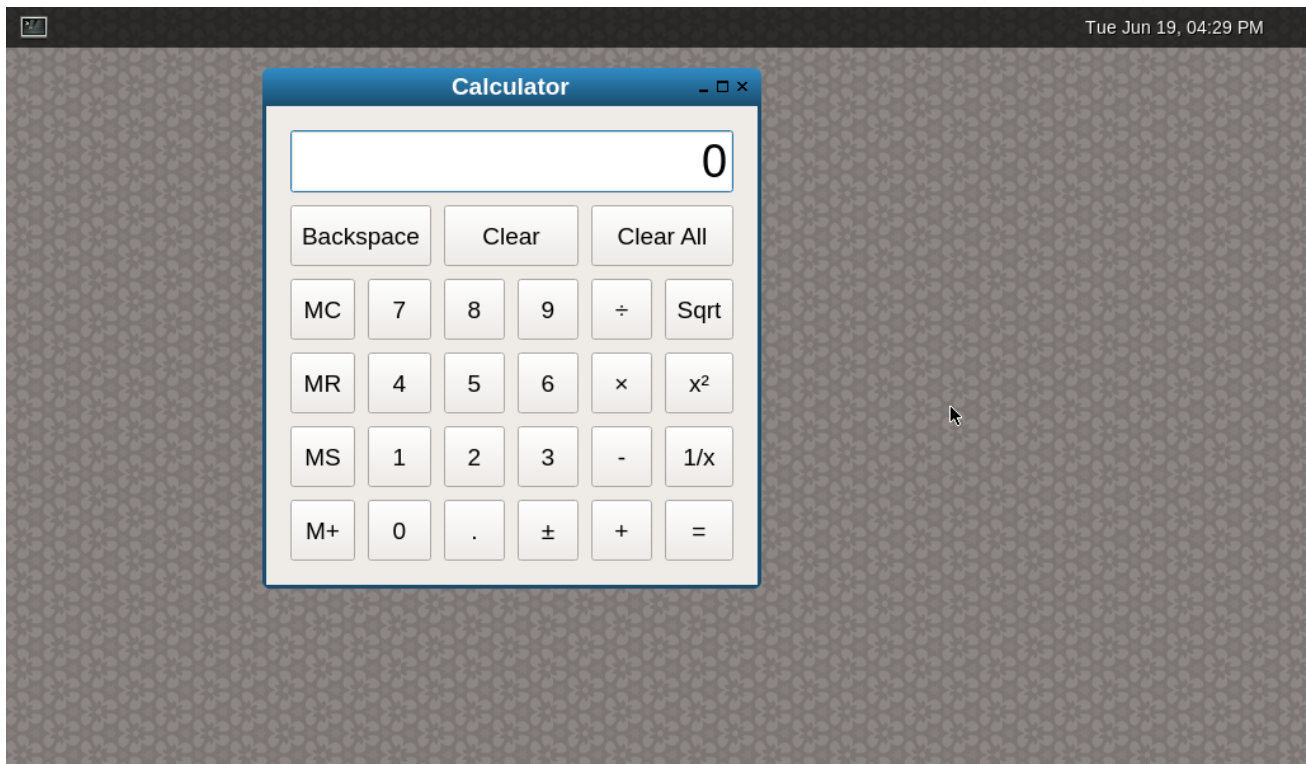 Tue Jun 19, 04:29 PM
Calculator
0
Backspace Clear Clear All
MC 7 8 9 ÷ Sqrt
MR 4 5 6 × x²
MS 1 2 3 - 1/x
M+ 0 . ± + =